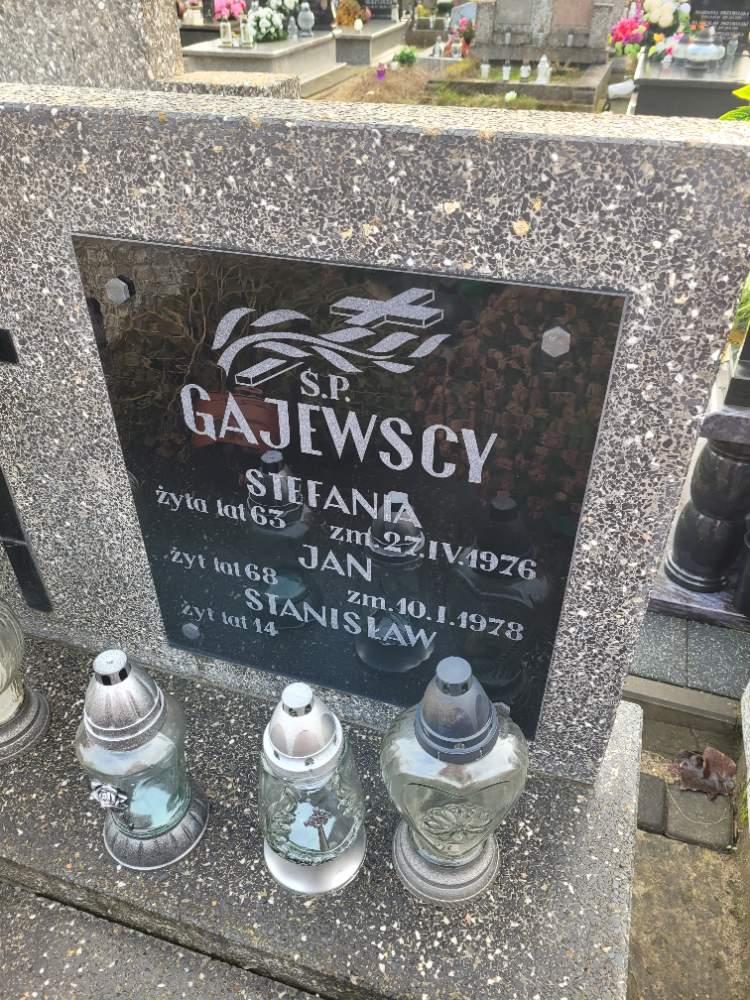 Ś.P.
GAJEWSCY
STEFANIA
żyła lat 63 zm. 27.IV.1976
JAN
żył lat 68 zm. 10.I.1978
STANISŁAW
żył lat 14